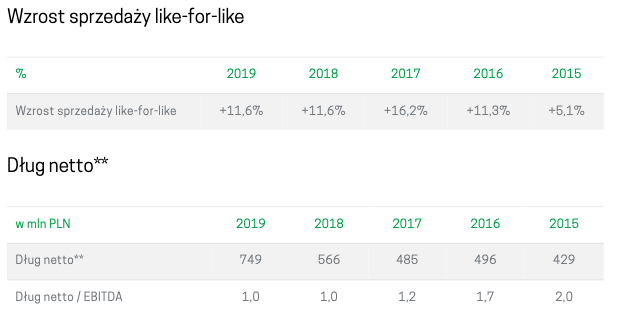 Wzrost sprzedaży like-for-like
% 2019 2018 2017 2016 2015
Wzrost sprzedaży like-for-like +11,6% +11,6% +16,2% +11,3% +5,1%
Dług netto**
w mln PLN 2019 2018 2017 2016 2015
Dług netto** 749 566 485 496 429
Dług netto / EBITDA 1,0 1,0 1,2 1,7 2,0